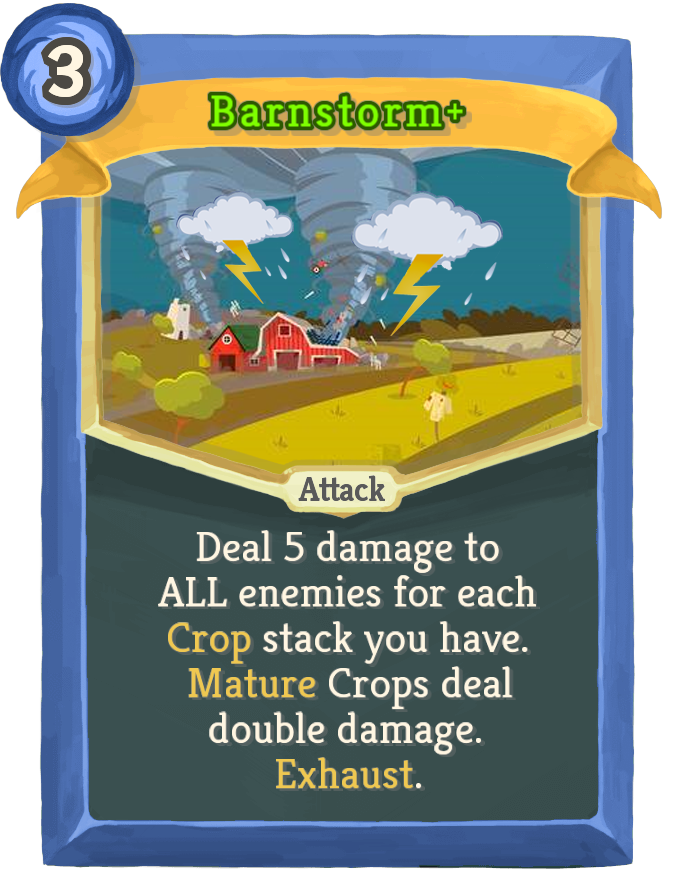 3
Barnstorm+
Attack
Deal 5 damage to
ALL enemies for each
Crop stack you have.
Mature Crops deal
double damage.
Exhaust.